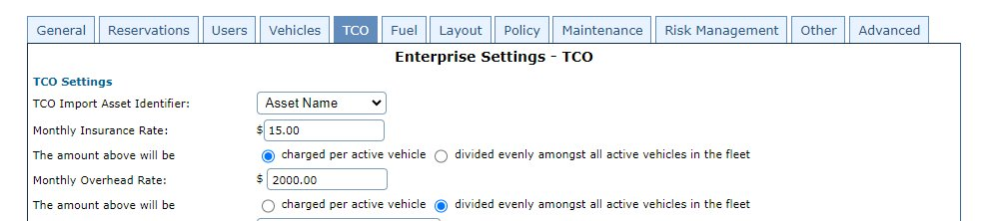 General Reservations Users Vehicles TCO Fuel Layout Policy Maintenance Risk Management Other Advanced
Enterprise Settings - TCO
TCO Settings
TCO Import Asset Identifier: Asset Name
Monthly Insurance Rate: $ 15.00
The amount above will be charged per active vehicle divided evenly amongst all active vehicles in the fleet
Monthly Overhead Rate: $ 2000.00
The amount above will be charged per active vehicle divided evenly amongst all active vehicles in the fleet